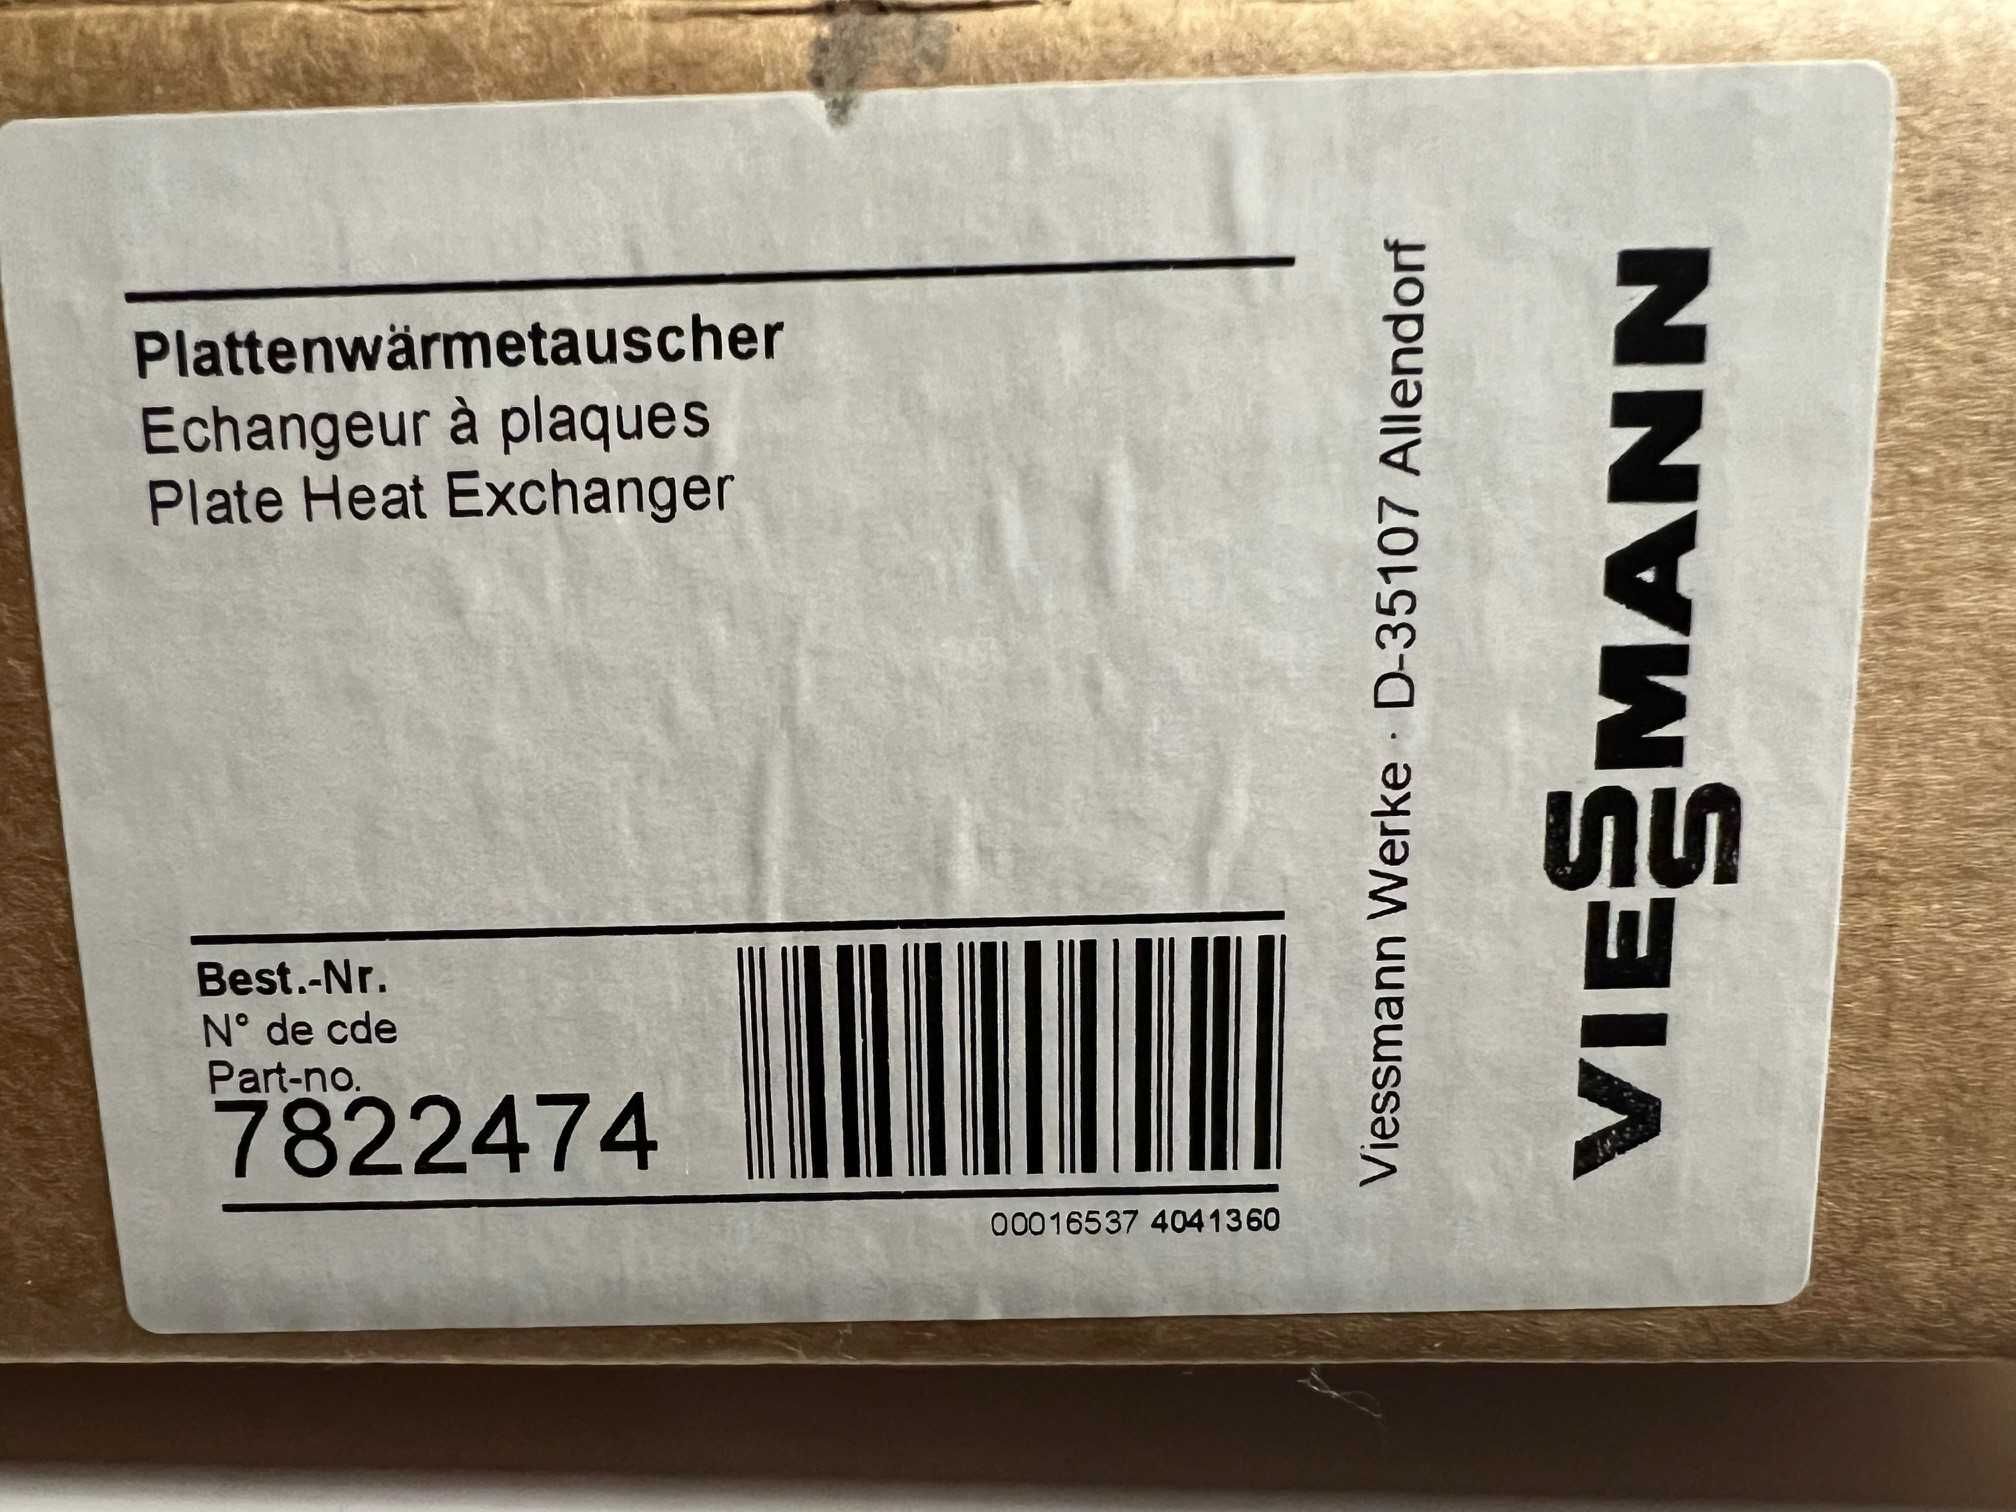 Plattenwärmetauscher
Echangeur à plaques
Plate Heat Exchanger
Best.-Nr.
N° de cde
Part-no.
7822474
00016537 4041360
Viessmann Werke · D-35107 Allendorf
VIESSMANN